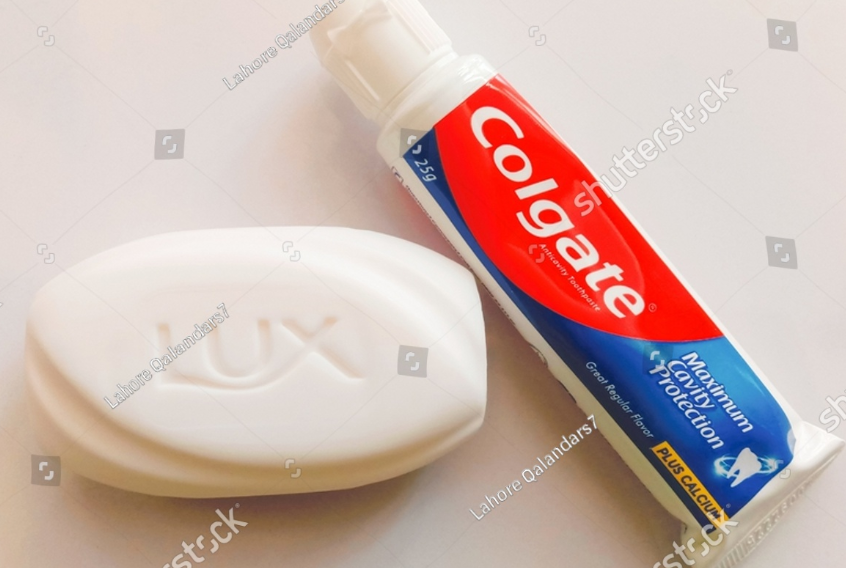 Lahore Qalandars7
shutterstock
25g
Colgate®
Anticavity Toothpaste
LUX
Lahore Qalandars7
Great Regular Flavor
Maximum
Cavity
Protection
PLUS CALCIUM
Lahore Qalandars7